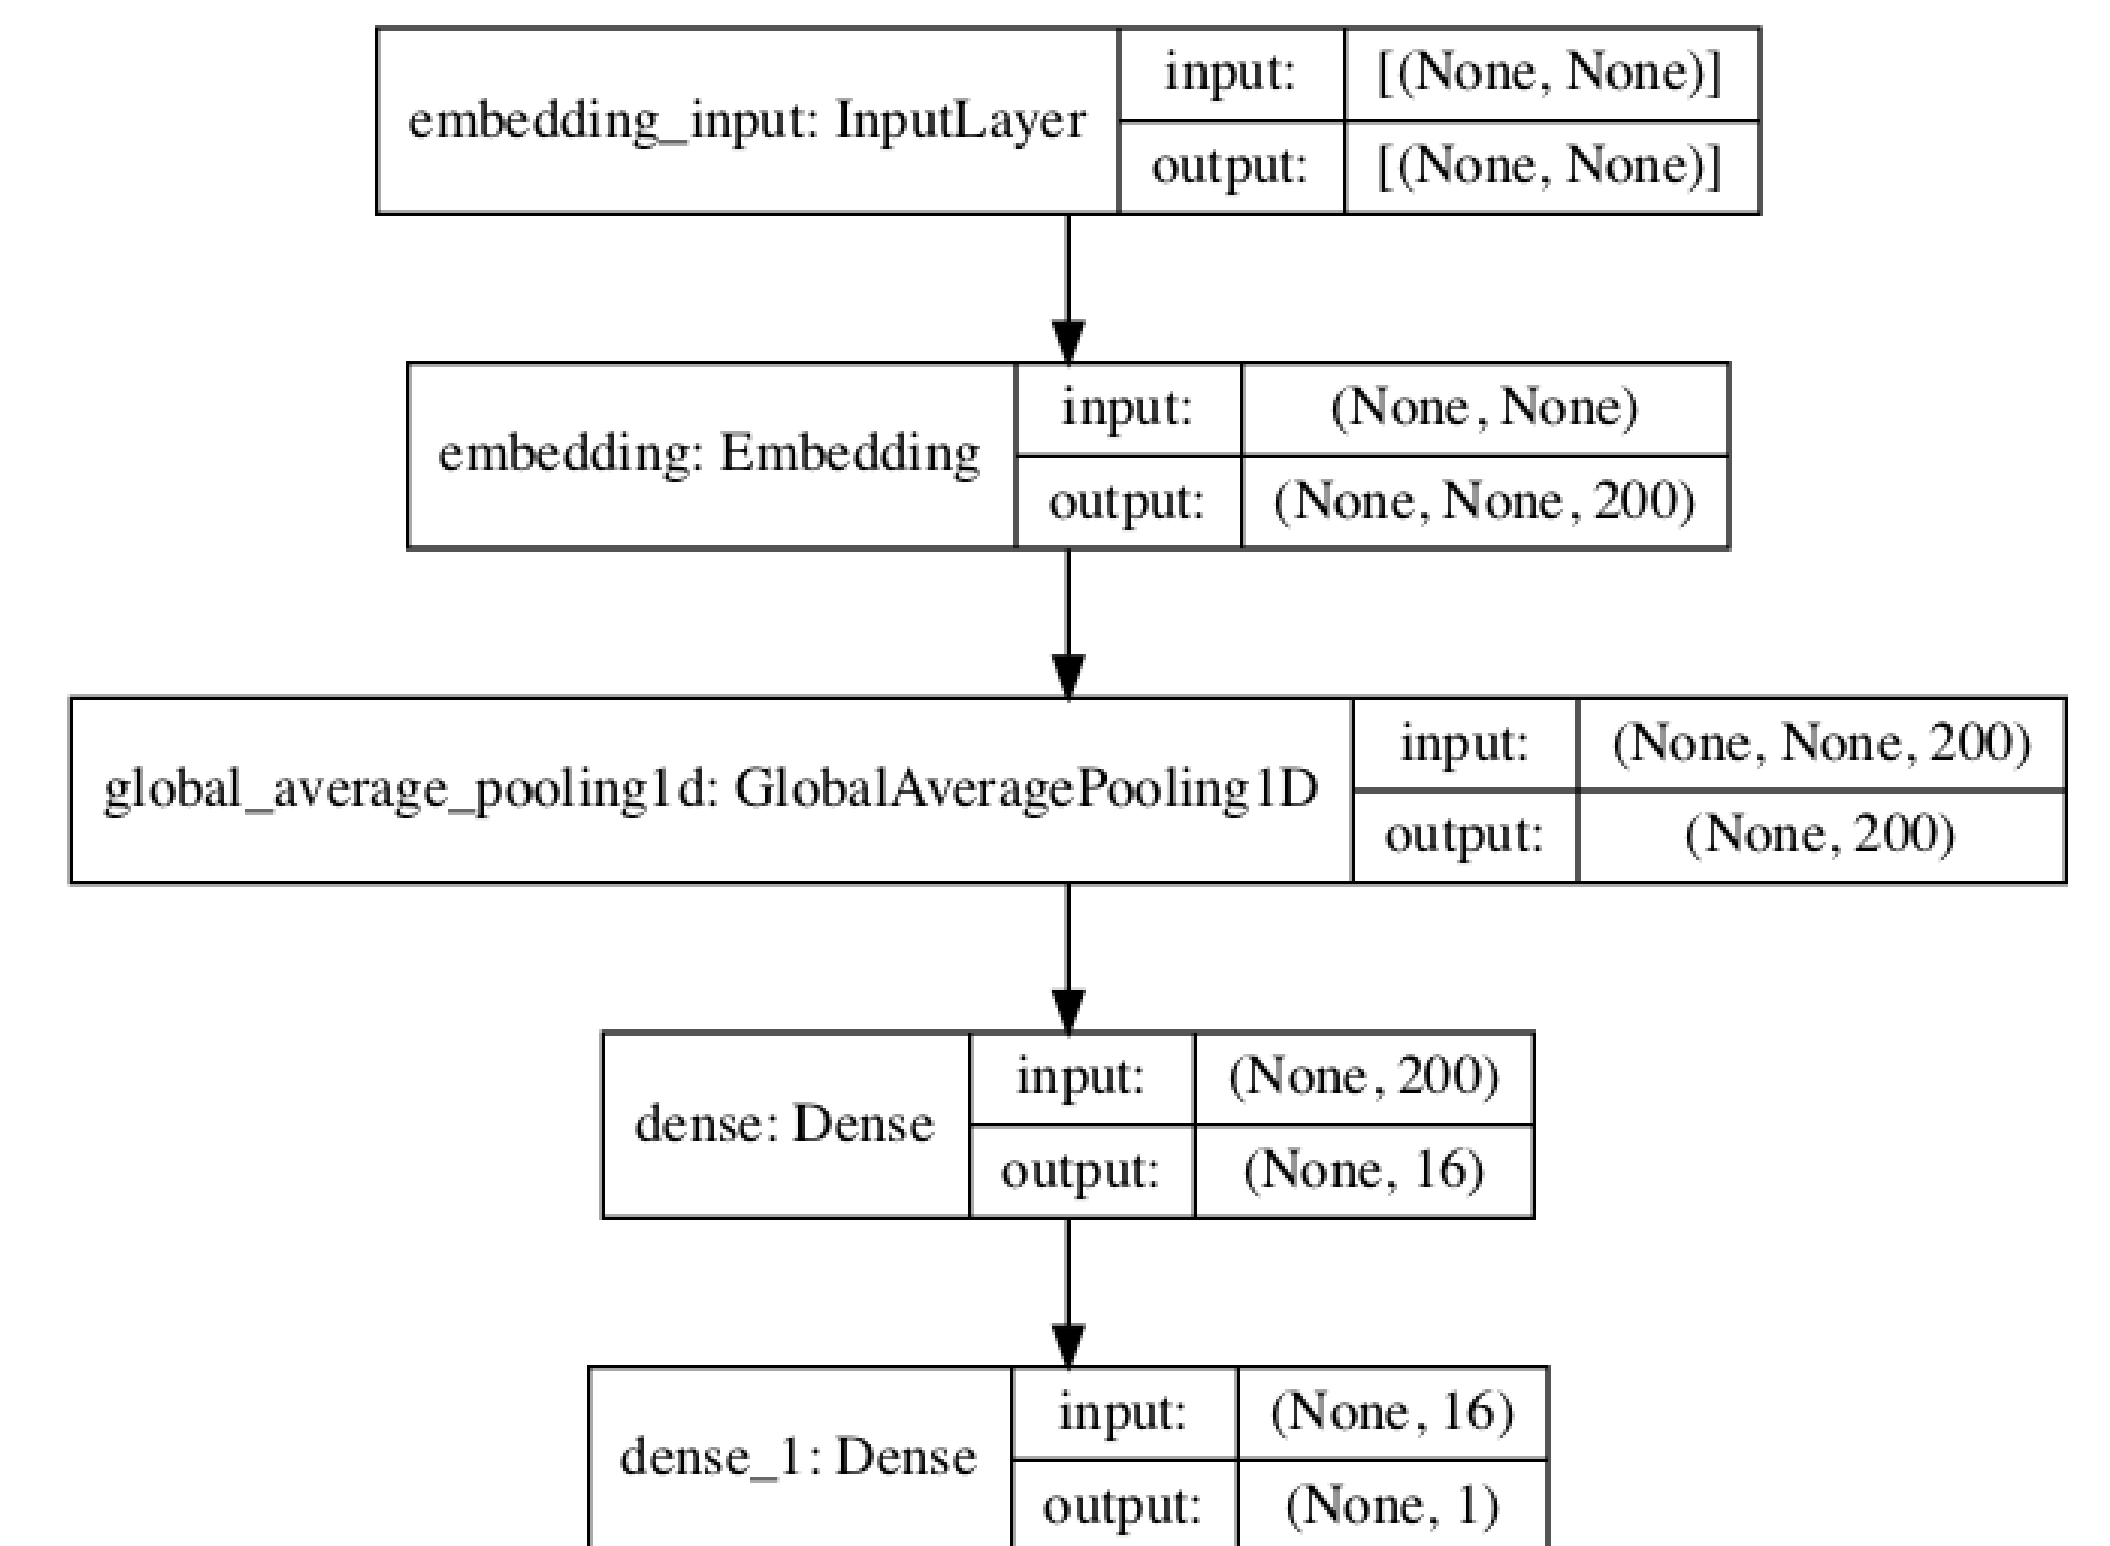 embedding_input: InputLayer
input: [(None, None)]
output: [(None, None)]
embedding: Embedding
input: (None, None)
output: (None, None, 200)
global_average_pooling1d: GlobalAveragePooling1D
input: (None, None, 200)
output: (None, 200)
dense: Dense
input: (None, 200)
output: (None, 16)
dense_1: Dense
input: (None, 16)
output: (None, 1)